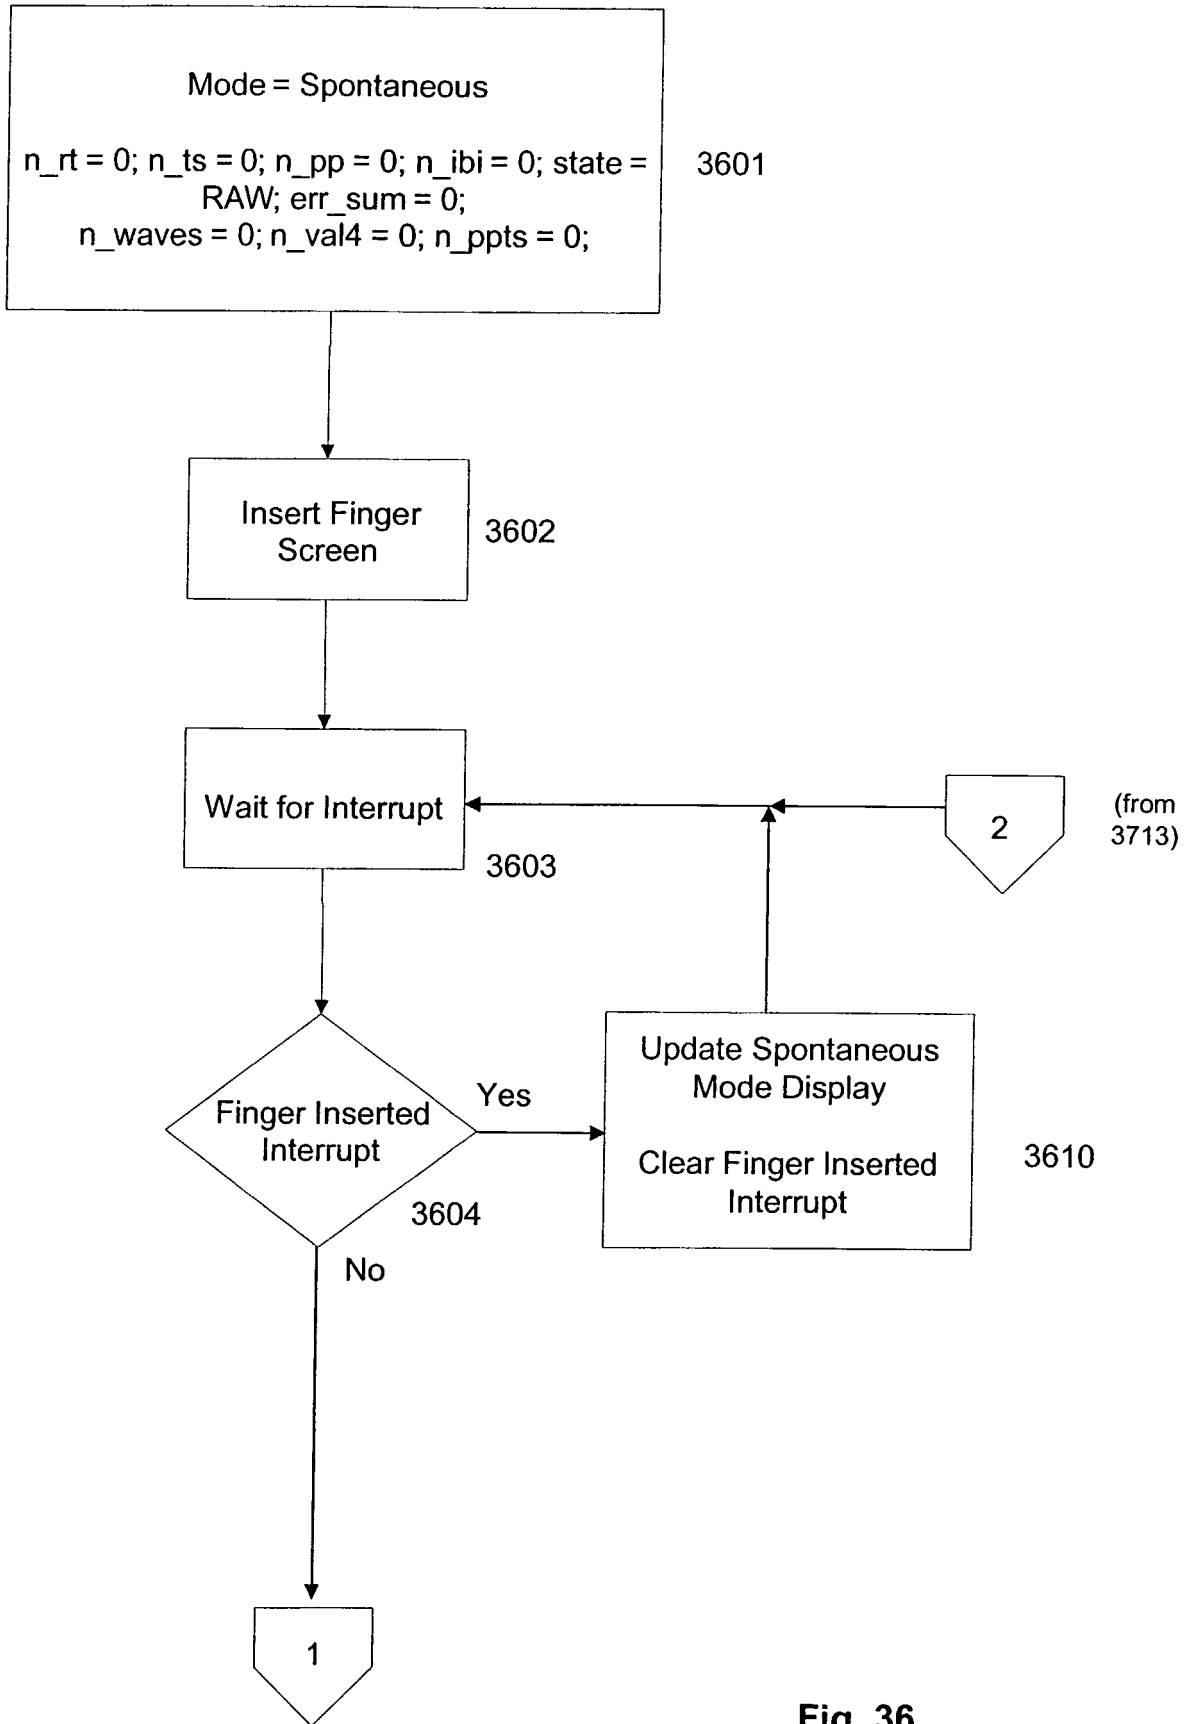 Mode = Spontaneous
n_rt = 0; n_ts = 0; n_pp = 0; n_ibi = 0; state =
RAW; err_sum = 0;
n_waves = 0; n_val4 = 0; n_ppts = 0;
3601
Insert Finger
Screen
3602
Wait for Interrupt
3603
2
(from
3713)
Finger Inserted
Interrupt
3604
Yes
No
Update Spontaneous
Mode Display
Clear Finger Inserted
Interrupt
3610
1
Fig. 36